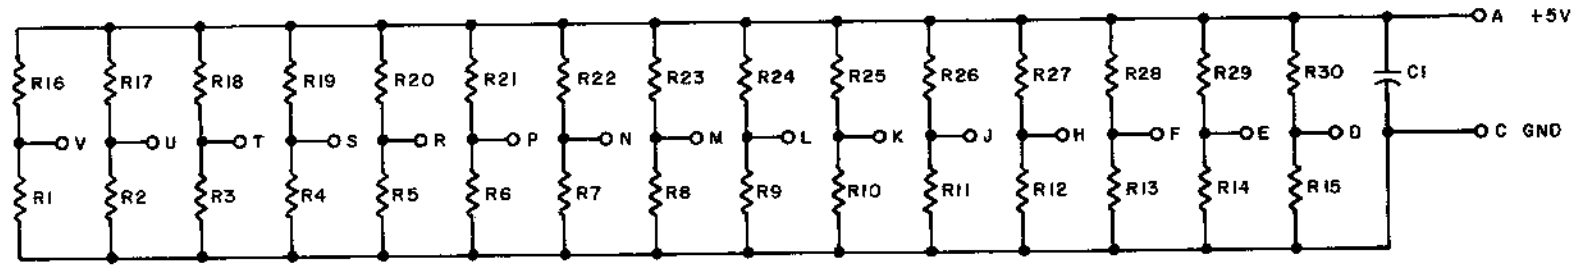 A +5V
R16 R17 R18 R19 R20 R21 R22 R23 R24 R25 R26 R27 R28 R29 R30 C1
V U T S R P N M L K J H F E D C GND
R1 R2 R3 R4 R5 R6 R7 R8 R9 R10 R11 R12 R13 R14 R15